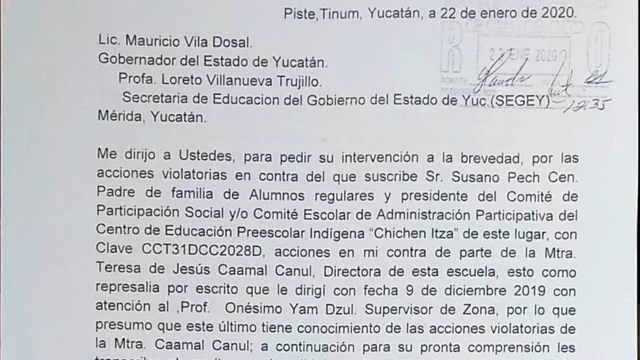 Piste,Tinum, Yucatán, a 22 de enero de 2020.
Lic. Mauricio Vila Dosal.
Gobernador del Estado de Yucatán.
Profa. Loreto Villanueva Trujillo.
Secretaria de Educacion del Gobierno del Estado de Yuc.(SEGEY)
Mérida, Yucatán.
ENE 2020
12:35
Me dirijo a Ustedes, para pedir su intervención a la brevedad, por las
acciones violatorias en contra del que suscribe Sr. Susano Pech Cen.
Padre de familia de Alumnos regulares y presidente del Comité de
Participación Social y/o Comité Escolar de Administración Participativa del
Centro de Educación Preescolar Indígena “Chichen Itza” de este lugar, con
Clave CCT31DCC2028D, acciones en mi contra de parte de la Mtra.
Teresa de Jesús Caamal Canul, Directora de esta escuela, esto como
represalia por escrito que le dirigí con fecha 9 de diciembre 2019 con
atención al ,Prof. Onésimo Yam Dzul. Supervisor de Zona, por lo que
presumo que este último tiene conocimiento de las acciones violatorias de
la Mtra. Caamal Canul; a continuación para su pronta comprensión les